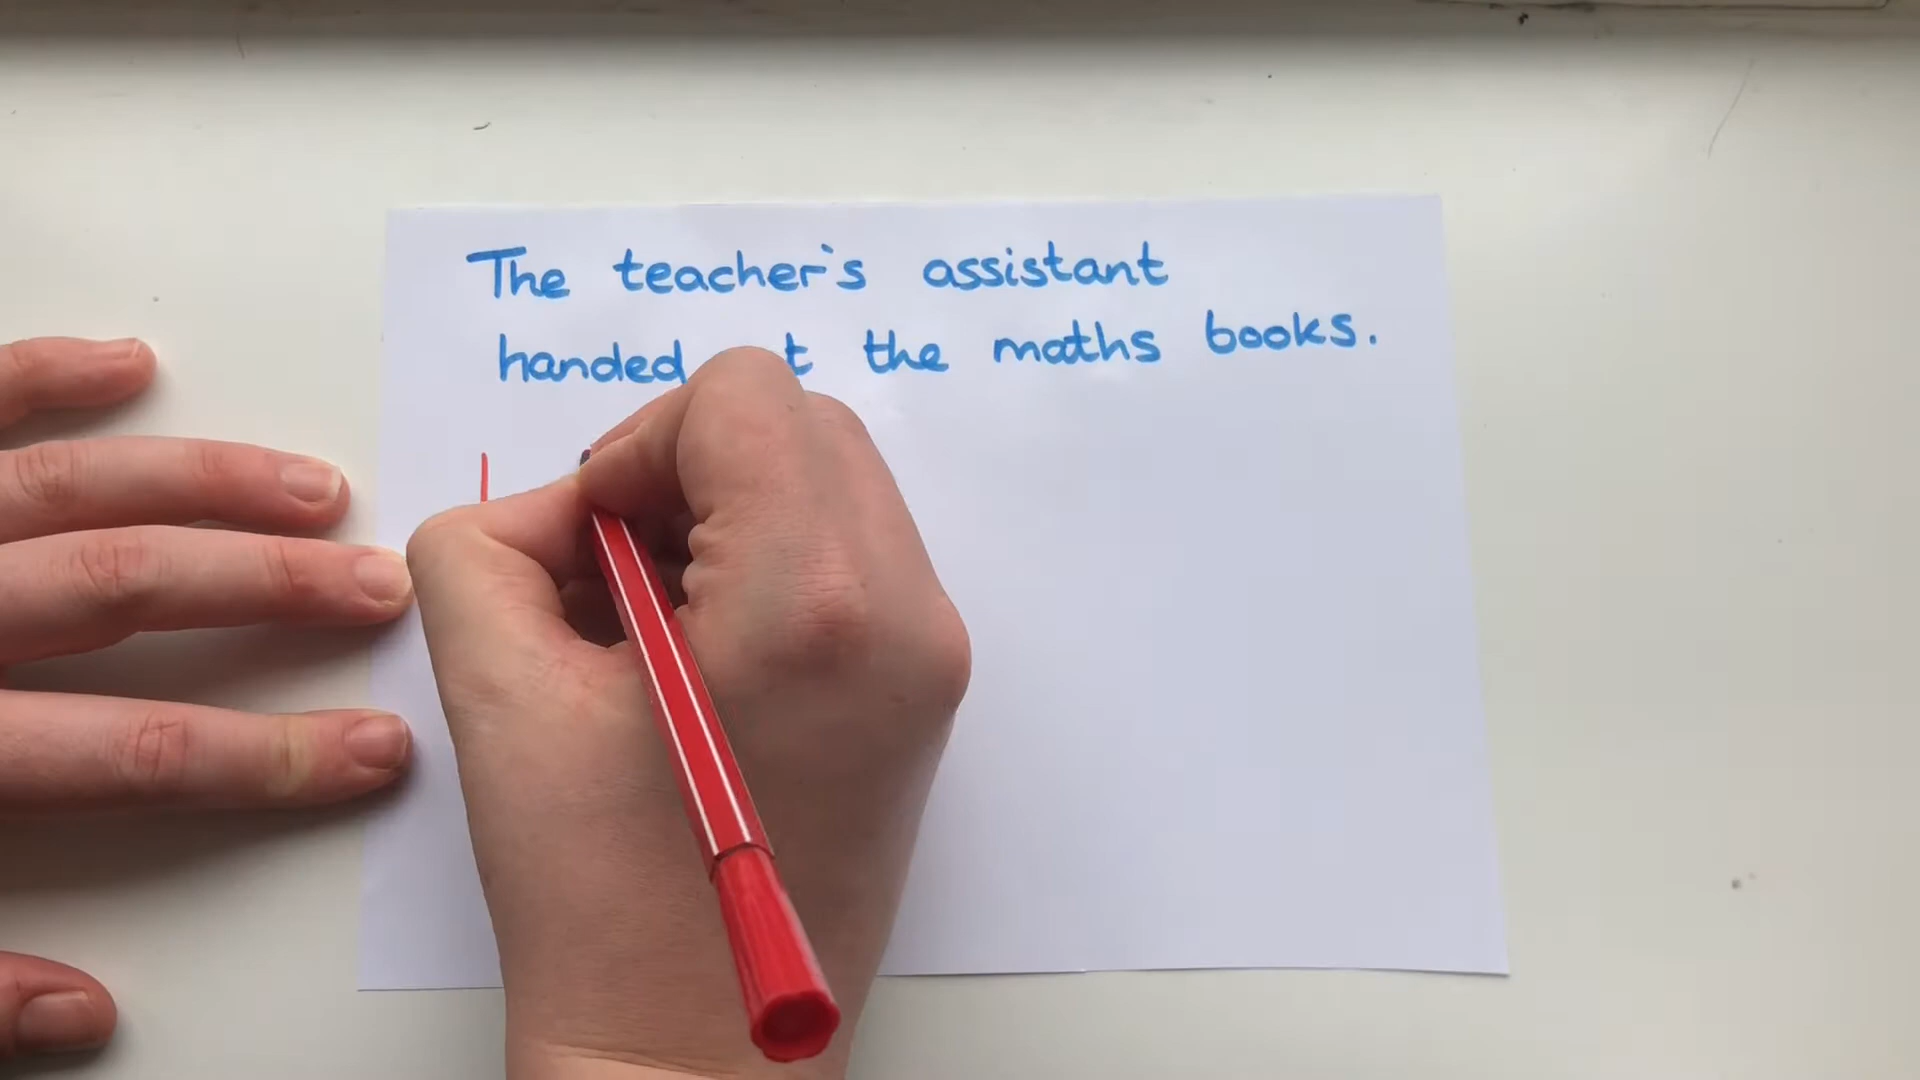 The teacher's assistant
handed the maths books.